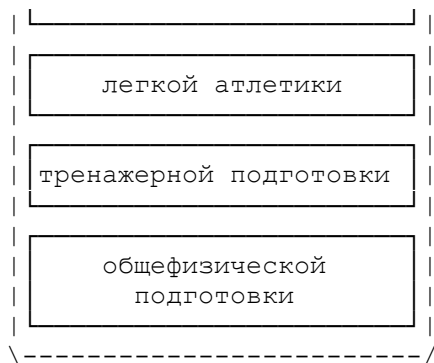 легкой атлетики
тренажерной подготовки
общефизической
подготовки